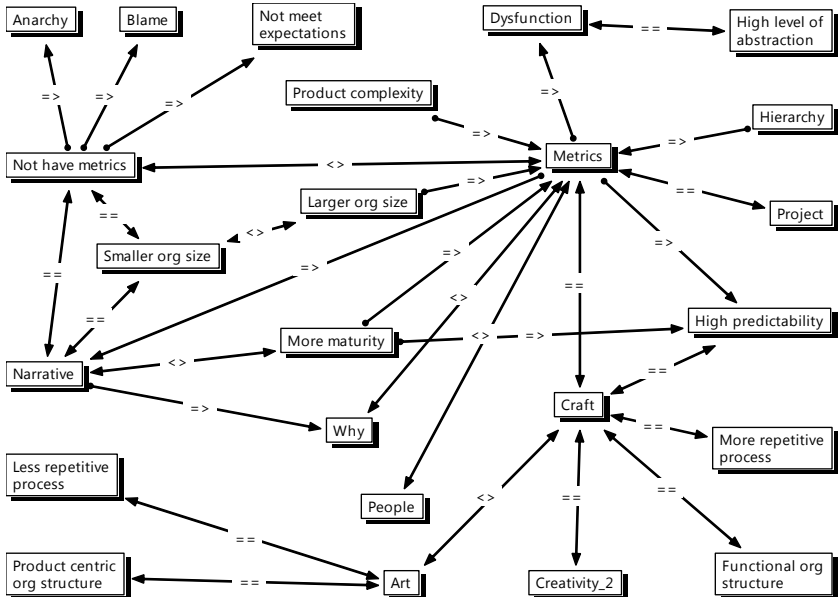 Anarchy
Blame
Not meet
expectations
Dysfunction
==
High level of
abstraction
=>
=>
=>
=>
Product complexity
=>
Hierarchy
=>
Not have metrics
<>
Metrics
=>
==
Larger org size
Project
==
<>
Smaller org size
=>
=>
=>
==
==
<>
==
High predictability
More maturity
<>
=>
Narrative
<>
==
=>
Why
Craft
==
More repetitive
process
Less repetitive
process
People
<>
==
==
==
Product centric
org structure
==
Art
Creativity_2
Functional org
structure